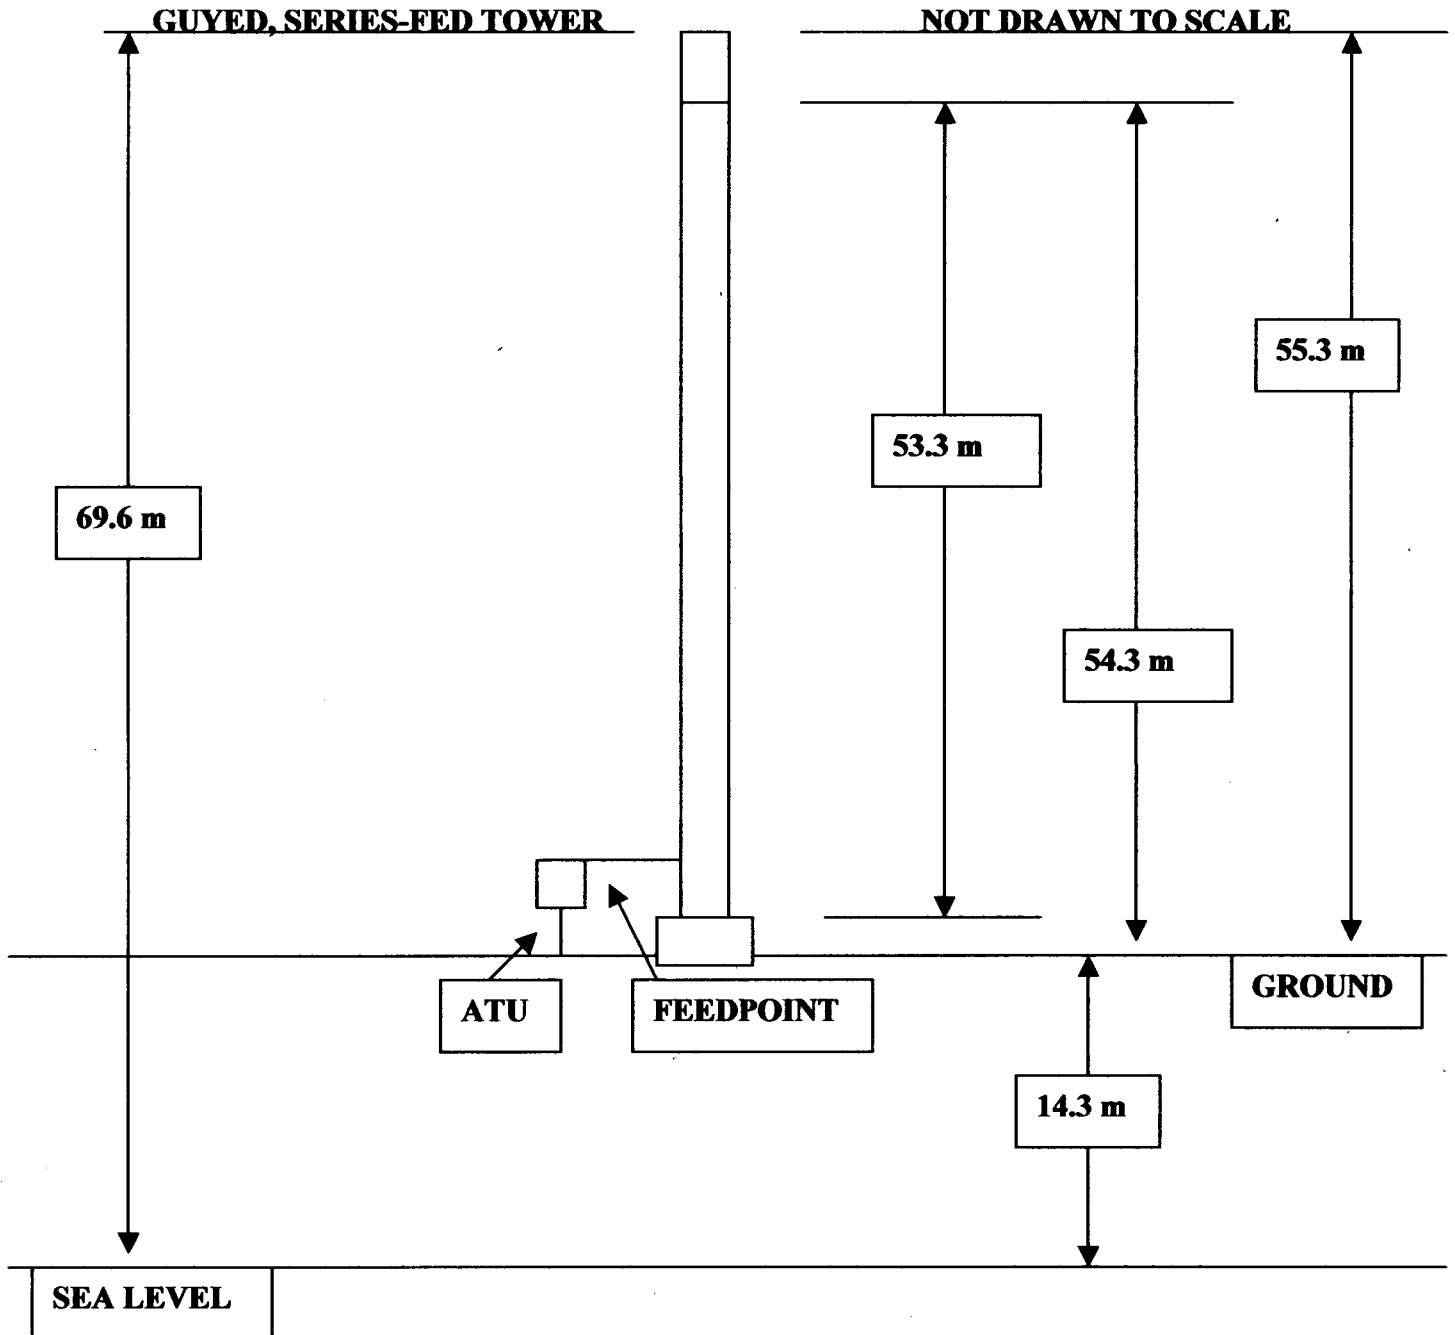 GUYED, SERIES-FED TOWER
NOT DRAWN TO SCALE
55.3 m
53.3 m
69.6 m
54.3 m
ATU
FEEDPOINT
GROUND
14.3 m
SEA LEVEL